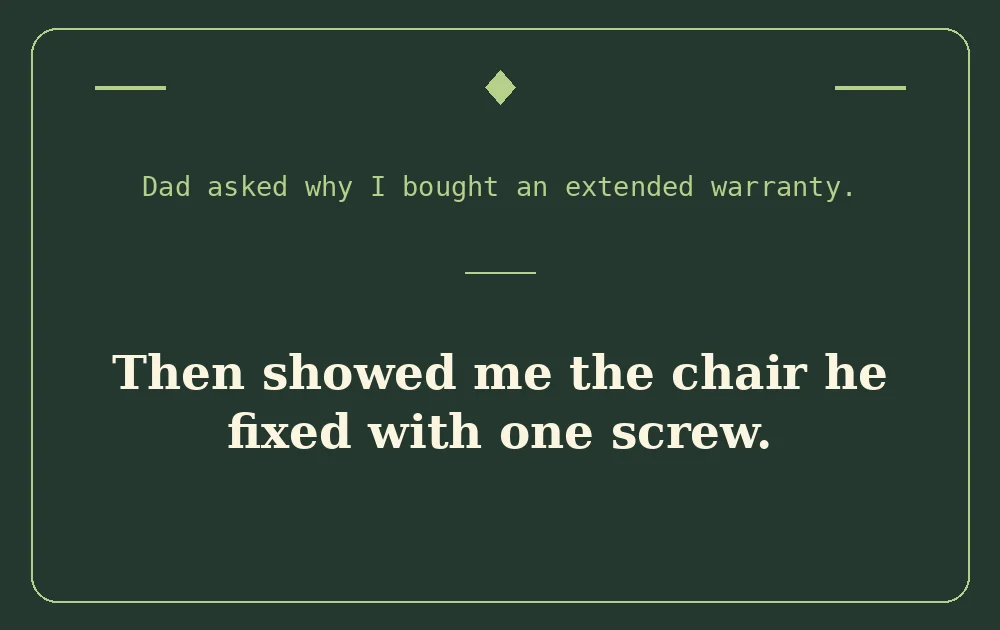 Dad asked why I bought an extended warranty.
Then showed me the chair he
fixed with one screw.